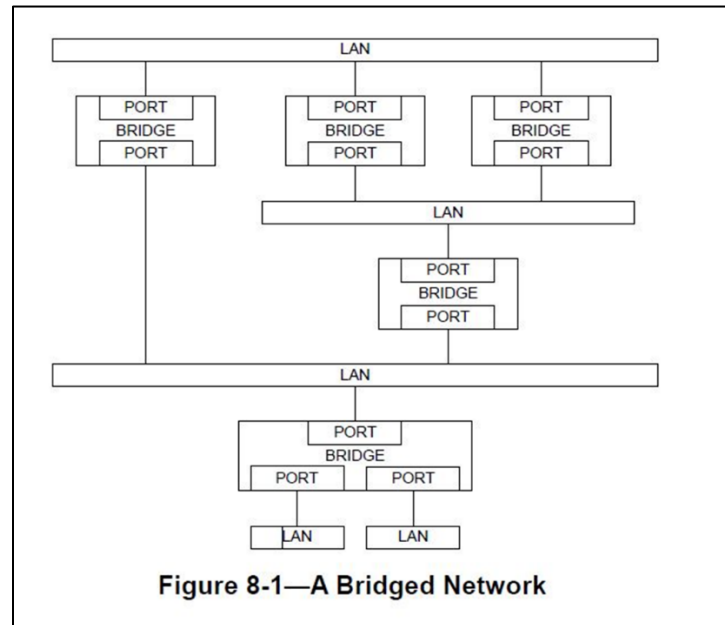 LAN
PORT PORT PORT
BRIDGE BRIDGE BRIDGE
PORT PORT PORT
LAN
PORT
BRIDGE
PORT
LAN
PORT
BRIDGE
PORT PORT
LAN LAN
Figure 8-1—A Bridged Network